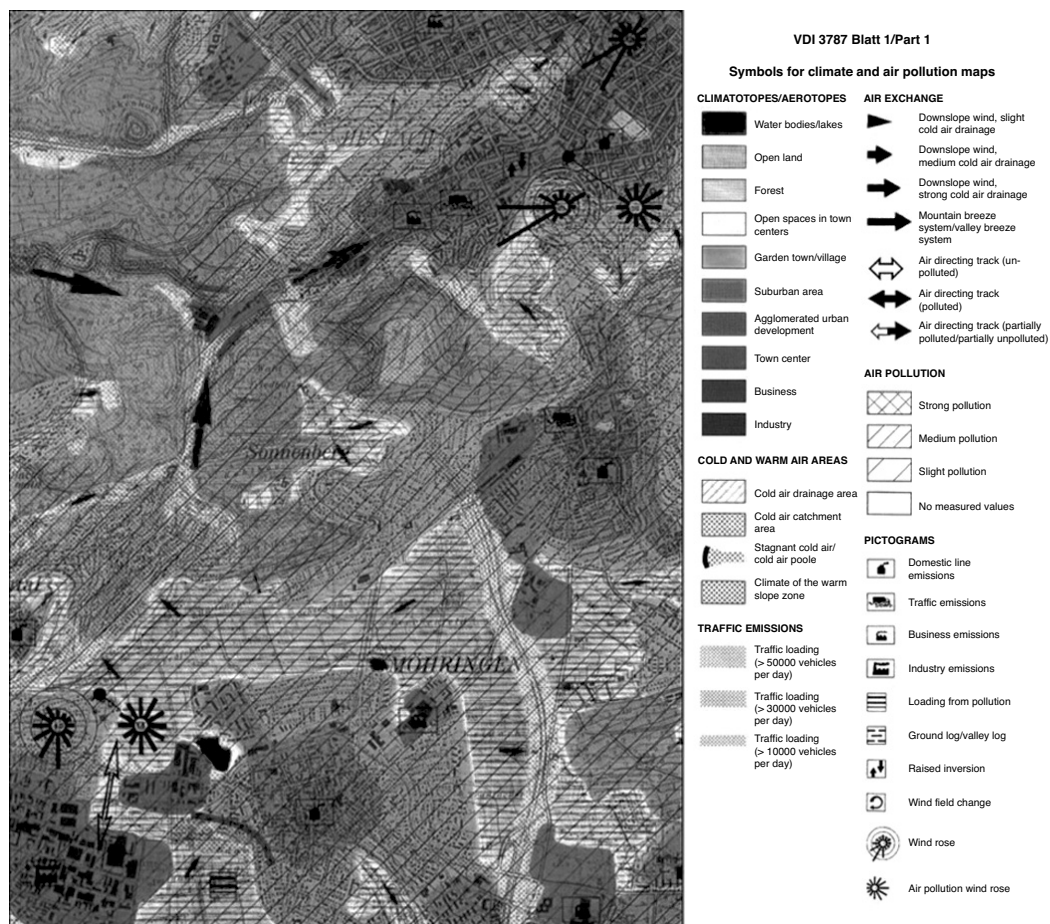 VDI 3787 Blatt 1/Part 1
Symbols for climate and air pollution maps
CLIMATOTOPES/AEROTOPES
Water bodies/lakes
Open land
Forest
Open spaces in town
centers
Garden town/village
Suburban area
Agglomerated urban
development
Town center
Business
Industry
COLD AND WARM AIR AREAS
Cold air drainage area
Cold air catchment
area
Stagnant cold air/
cold air poole
Climate of the warm
slope zone
TRAFFIC EMISSIONS
Traffic loading
(> 50000 vehicles
per day)
Traffic loading
(> 30000 vehicles
per day)
Traffic loading
(> 10000 vehicles
per day)
AIR EXCHANGE
Downslope wind, slight
cold air drainage
Downslope wind,
medium cold air drainage
Downslope wind,
strong cold air drainage
Mountain breeze
system/valley breeze
system
Air directing track (un-
polluted)
Air directing track
(polluted)
Air directing track (partially
polluted/partially unpolluted)
AIR POLLUTION
Strong pollution
Medium pollution
Slight pollution
No measured values
PICTOGRAMS
Domestic line
emissions
Traffic emissions
Business emissions
Industry emissions
Loading from pollution
Ground log/valley log
Raised inversion
Wind field change
Wind rose
Air pollution wind rose
Sonnenberg
MÖHRINGEN